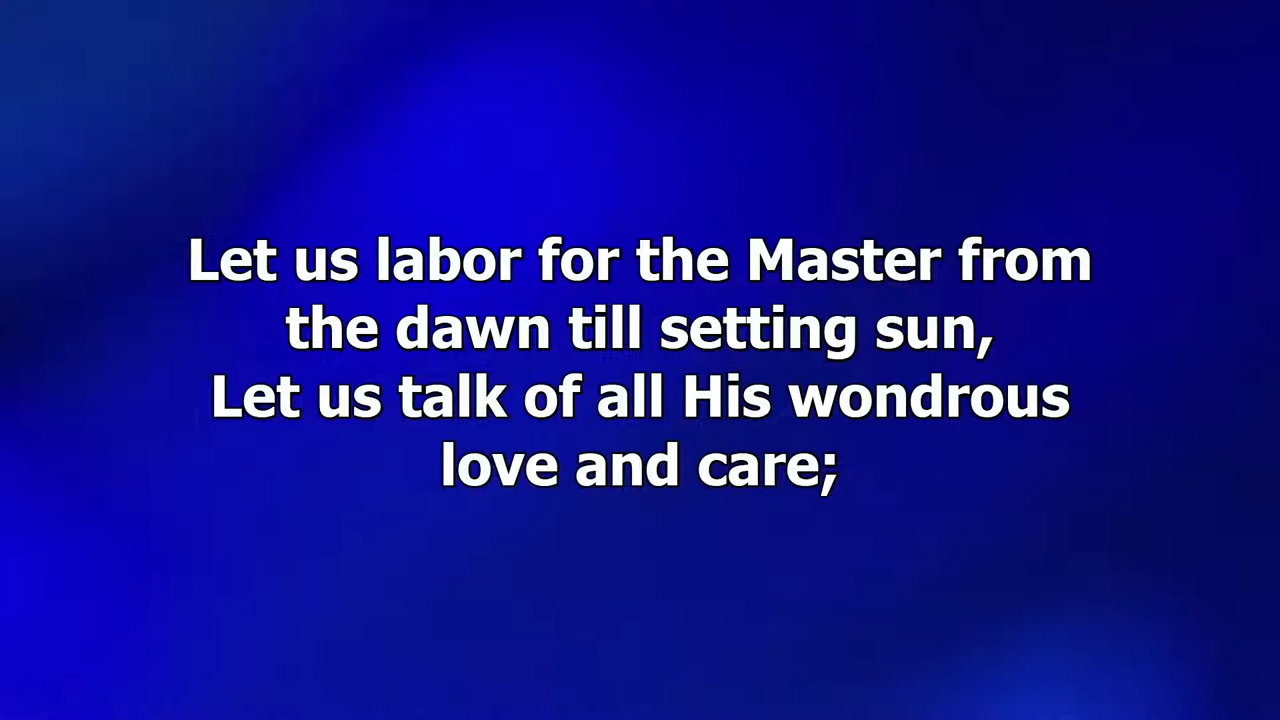 Let us labor for the Master from
the dawn till setting sun,
Let us talk of all His wondrous
love and care;